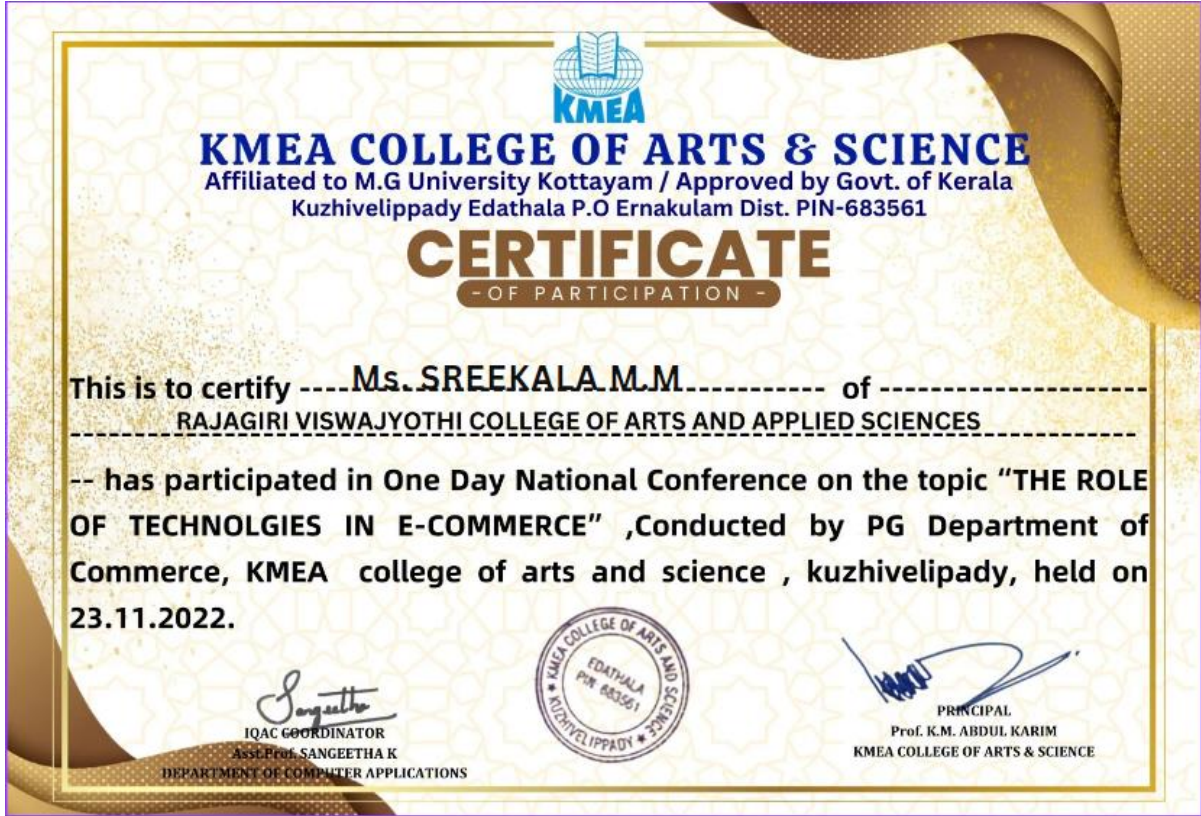 KMEA
KMEA COLLEGE OF ARTS & SCIENCE
Affiliated to M.G University Kottayam / Approved by Govt. of Kerala
Kuzhivelippady Edathala P.O Ernakulam Dist. PIN-683561
CERTIFICATE
- OF PARTICIPATION -
This is to certify ----Ms. SREEKALA M.M------------ of ----------------------
RAJAGIRI VISWAJYOTHI COLLEGE OF ARTS AND APPLIED SCIENCES
-- has participated in One Day National Conference on the topic “THE ROLE
OF TECHNOLGIES IN E-COMMERCE” ,Conducted by PG Department of
Commerce, KMEA college of arts and science , kuzhivelipady, held on
23.11.2022.
KMEA COLLEGE OF ARTS AND SCIENCE
★ KUZHIVELIPPADY ★
EDATHALA
PIN 683561
Sangeetha
IQAC COORDINATOR
Asst.Prof. SANGEETHA K
DEPARTMENT OF COMPUTER APPLICATIONS
PRINCIPAL
Prof. K.M. ABDUL KARIM
KMEA COLLEGE OF ARTS & SCIENCE